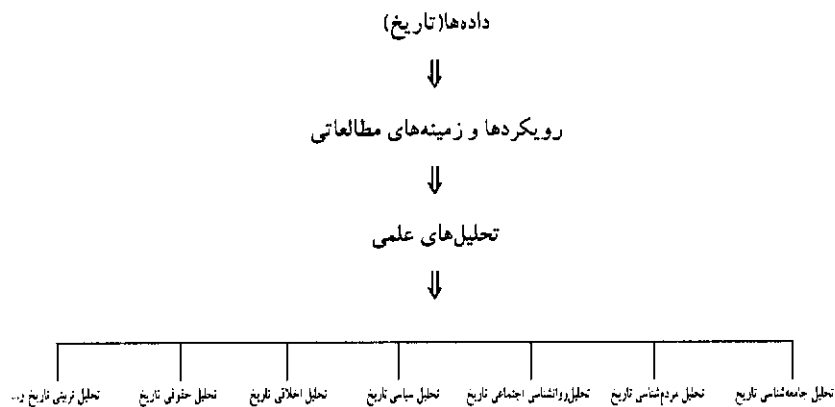 داده‌ها(تاریخ)
رویکردها و زمینه‌های مطالعاتی
تحلیل‌های علمی
تحلیل جامعه‌شناسی تاریخ
تحلیل مردم‌شناسی تاریخ
تحلیل‌روانشناسی اجتماعی تاریخ
تحلیل سیاسی تاریخ
تحلیل اخلاقی تاریخ
تحلیل حقوقی تاریخ
تحلیل تربیتی تاریخ و...